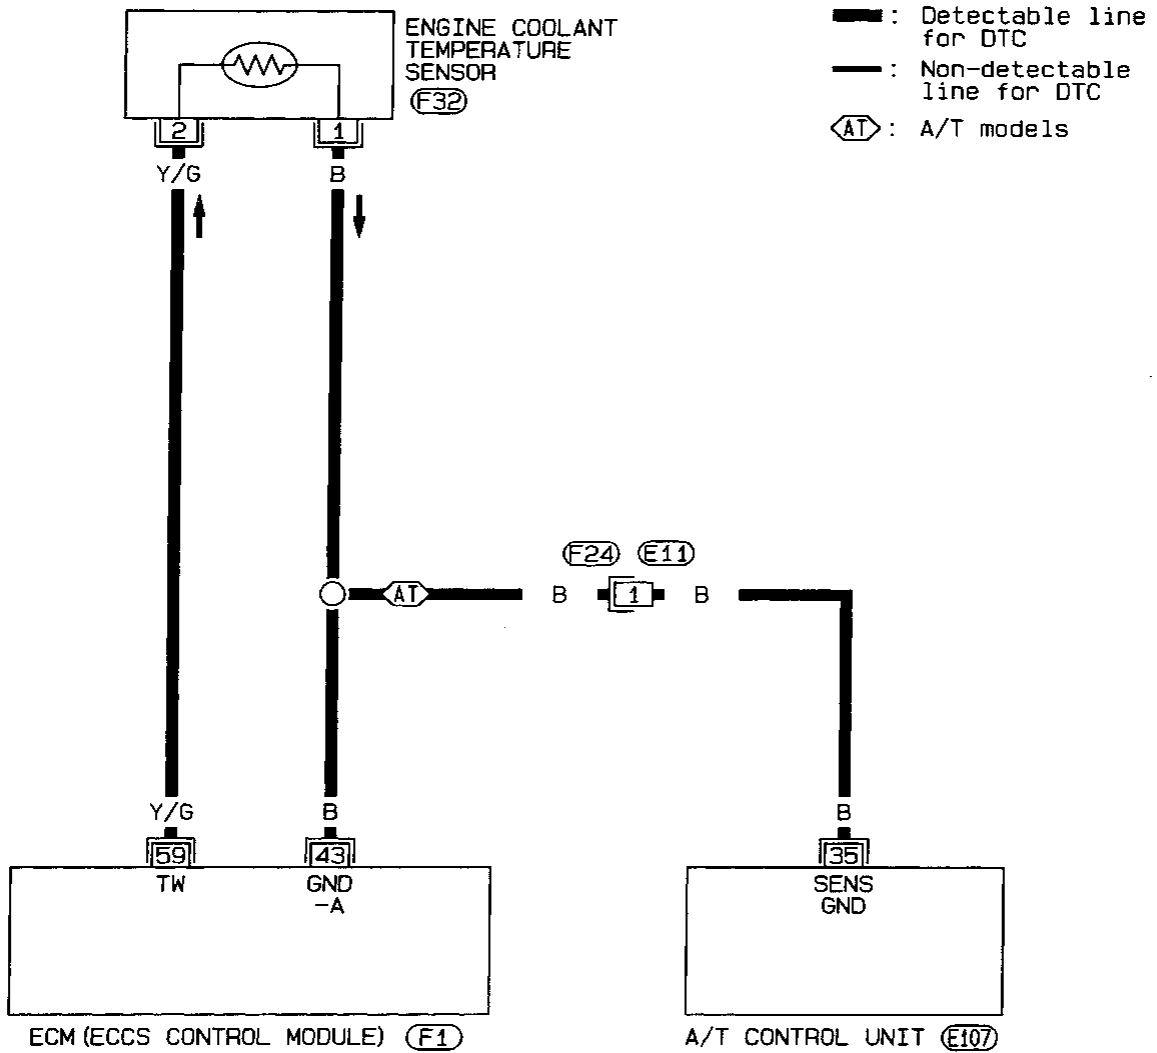 ENGINE COOLANT
TEMPERATURE
SENSOR
F32
: Detectable line
for DTC
: Non-detectable
line for DTC
AT : A/T models
2
1
Y/G
B
F24
E11
AT
B
1
B
Y/G
B
B
59
43
35
TW
GND
-A
SENS
GND
ECM (ECCS CONTROL MODULE) F1
A/T CONTROL UNIT E107